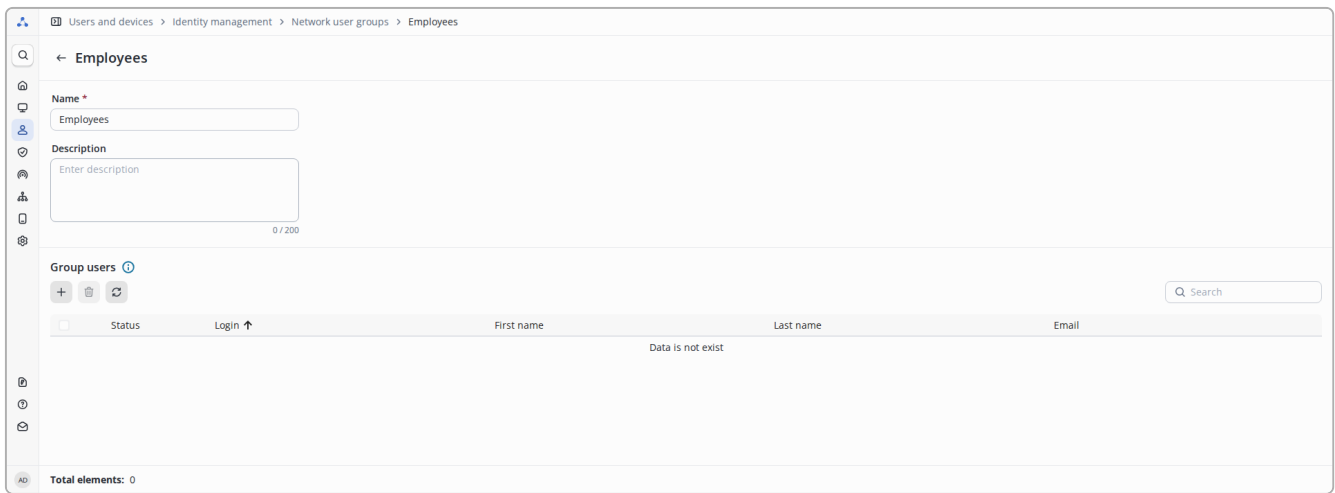 Users and devices > Identity management > Network user groups > Employees
← Employees
Name *
Employees
Description
Enter description
0 / 200
Group users
Search
Status Login ↑ First name Last name Email
Data is not exist
AD
Total elements: 0